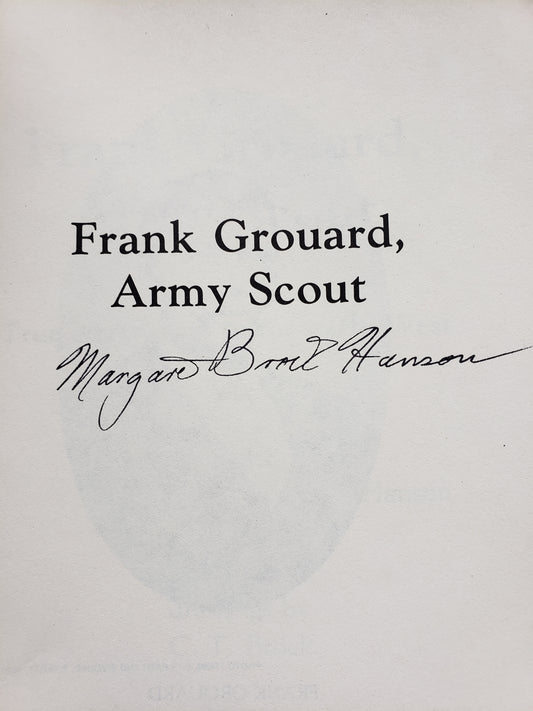 Frank Grouard,
Army Scout
Margaret Brock Hanson